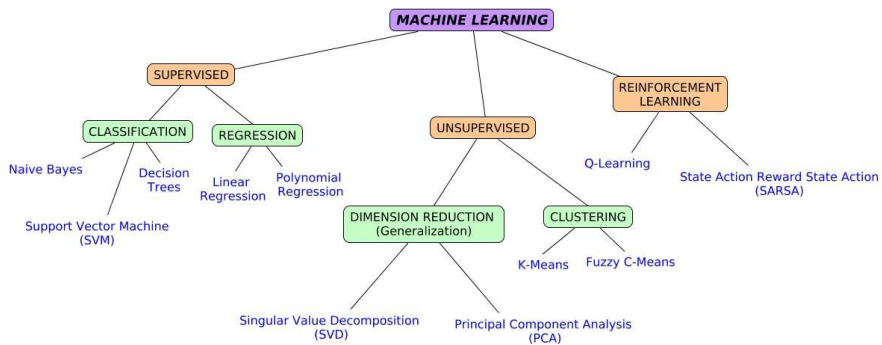 MACHINE LEARNING
SUPERVISED
REINFORCEMENT
LEARNING
CLASSIFICATION
REGRESSION
UNSUPERVISED
Naive Bayes
Decision
Trees
Linear
Regression
Polynomial
Regression
Q-Learning
State Action Reward State Action
(SARSA)
Support Vector Machine
(SVM)
DIMENSION REDUCTION
(Generalization)
CLUSTERING
K-Means
Fuzzy C-Means
Singular Value Decomposition
(SVD)
Principal Component Analysis
(PCA)